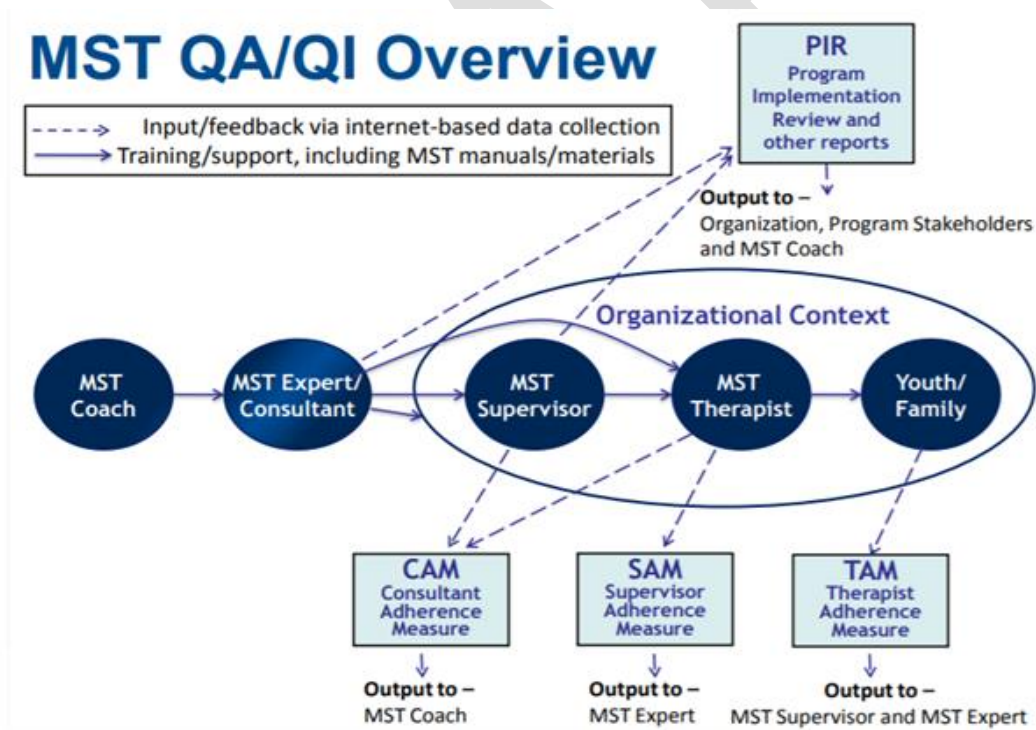 MST QA/QI Overview
Input/feedback via internet-based data collection
Training/support, including MST manuals/materials
PIR
Program
Implementation
Review and
other reports
Output to –
Organization, Program Stakeholders
and MST Coach
Organizational Context
MST
Coach
MST Expert/
Consultant
MST
Supervisor
MST
Therapist
Youth/
Family
CAM
Consultant
Adherence
Measure
SAM
Supervisor
Adherence
Measure
TAM
Therapist
Adherence
Measure
Output to –
MST Coach
Output to –
MST Expert
Output to –
MST Supervisor and MST Expert